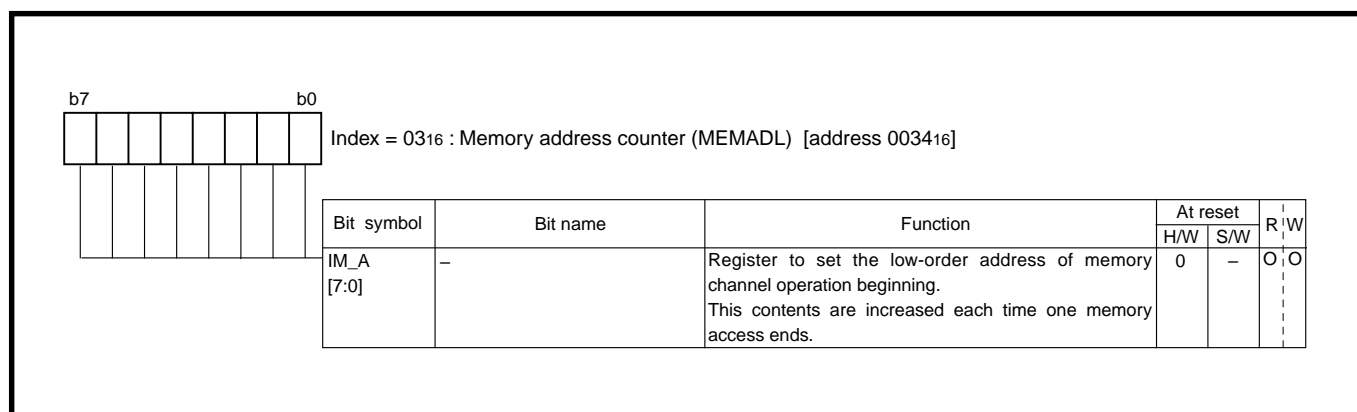 b7 b0
Index = 0316 : Memory address counter (MEMADL) [address 003416]
Bit symbol Bit name Function At reset R W
H/W S/W
IM_A – Register to set the low-order address of memory 0 – O O
[7:0] channel operation beginning.
This contents are increased each time one memory
access ends.